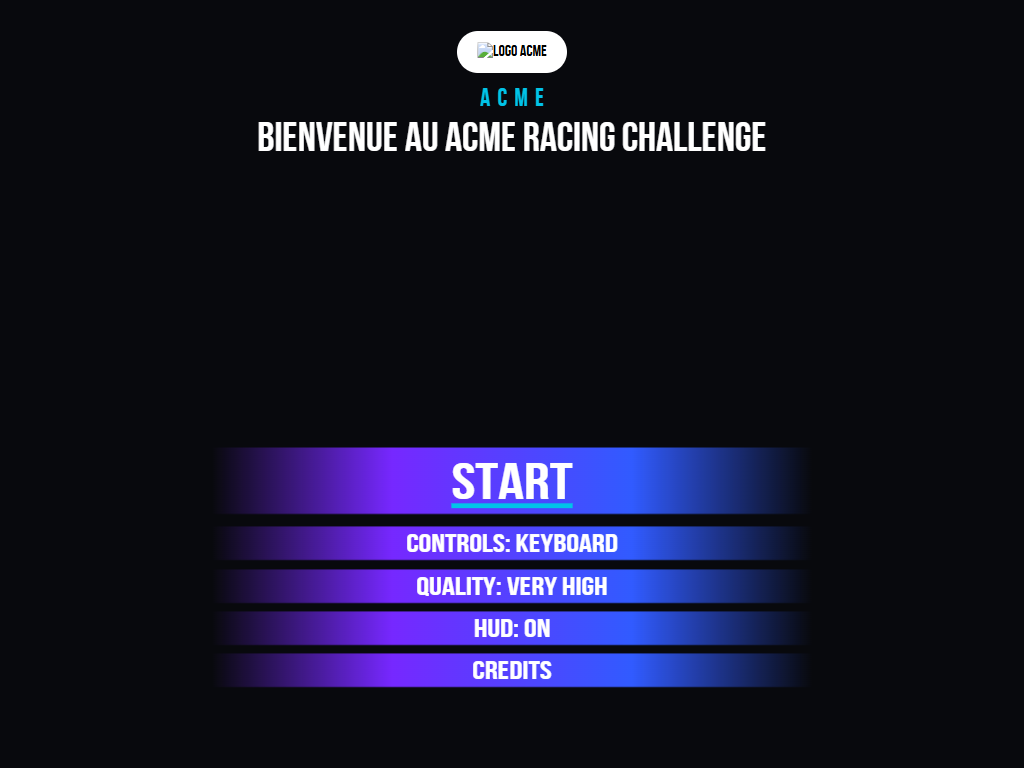 LOGO ACME
ACME
BIENVENUE AU ACME RACING CHALLENGE
START
CONTROLS: KEYBOARD
QUALITY: VERY HIGH
HUD: ON
CREDITS